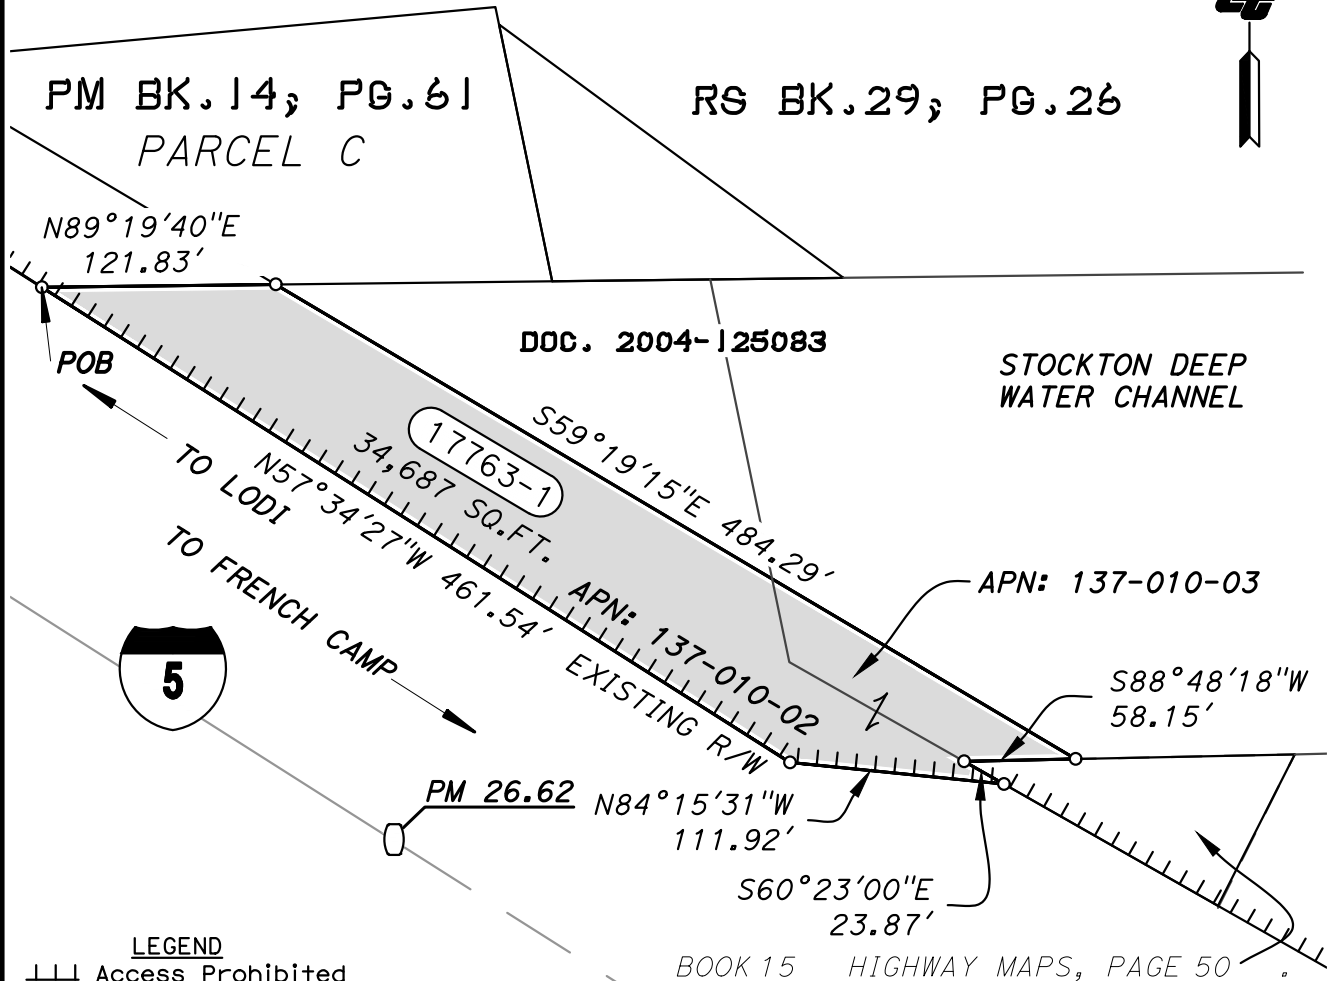 PM BK.14; PG.61
PARCEL C
RS BK.29; PG.26
N89°19'40"E
121.83'
POB
DOC. 2004-125083
STOCKTON DEEP
WATER CHANNEL
S59°19'15"E 484.29'
17763-1
34,687 SQ.FT.
TO LODI
N57°34'27"W 461.54'
EXISTING R/W
TO FRENCH CAMP
APN: 137-010-02
APN: 137-010-03
5
S88°48'18"W
58.15'
PM 26.62
N84°15'31"W
111.92'
S60°23'00"E
23.87'
LEGEND
Access Prohibited
BOOK 15 HIGHWAY MAPS, PAGE 50